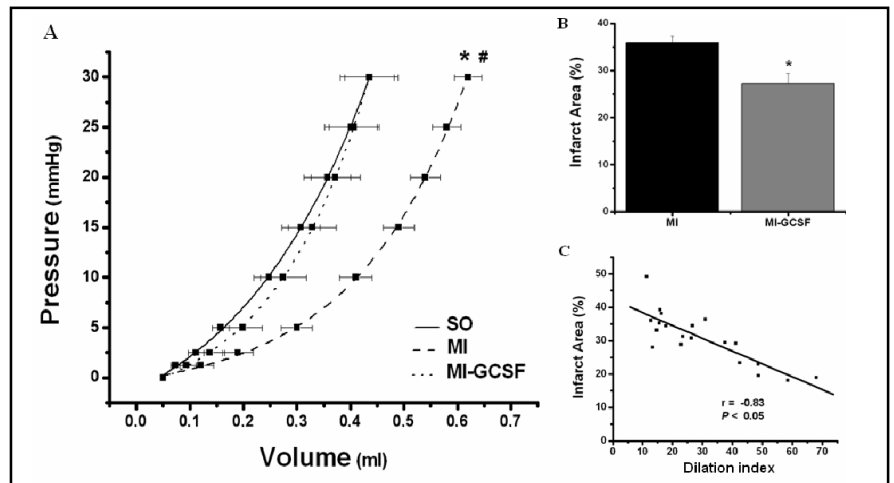 A
* #
30
25
20
15
10
5
0
Pressure (mmHg)
SO
MI
MI-GCSF
0.0 0.1 0.2 0.3 0.4 0.5 0.6 0.7
Volume (ml)
B
40
30
20
10
0
Infarct Area (%)
*
MI MI-GCSF
C
50
40
30
20
10
0
Infarct Area (%)
r = -0.83
P < 0.05
0 10 20 30 40 50 60 70
Dilation index